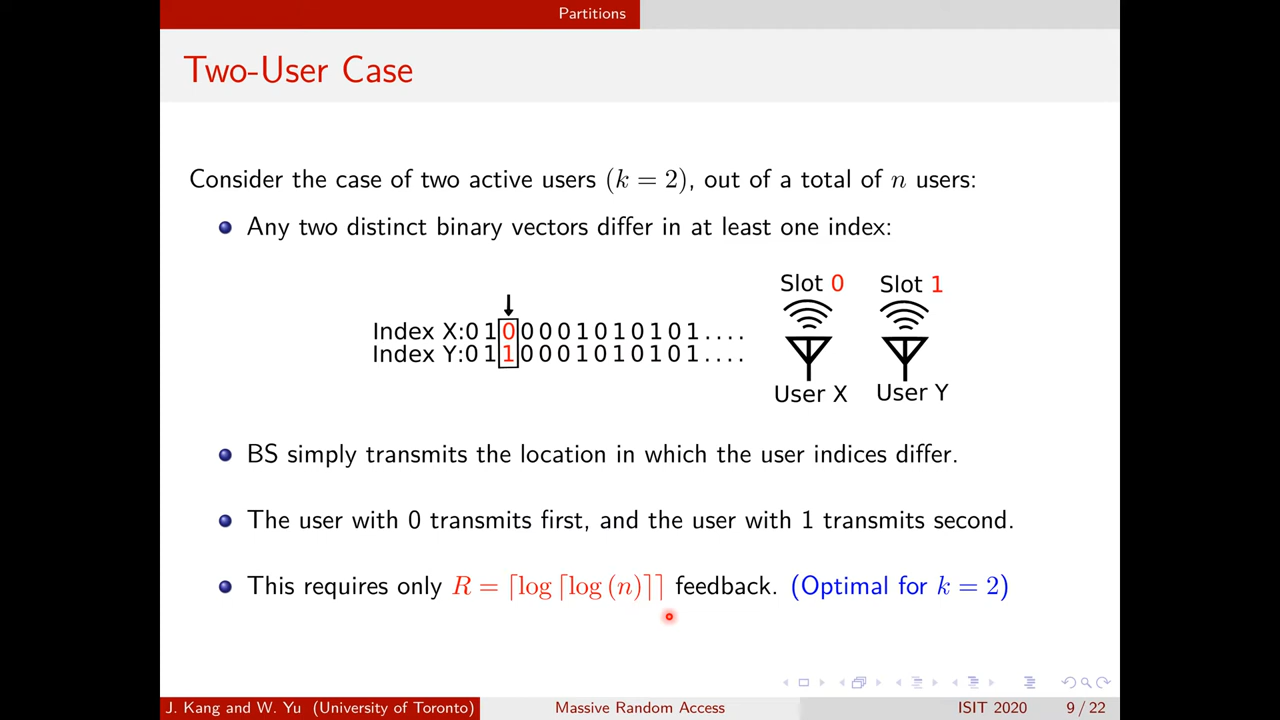 Partitions
Two-User Case
Consider the case of two active users (k = 2), out of a total of n users:
Any two distinct binary vectors differ in at least one index:
Slot 0 Slot 1
Index X:0 1 0 0 0 0 1 0 1 0 1 0 1 ....
Index Y:0 1 1 0 0 0 1 0 1 0 1 0 1 ....
User X User Y
BS simply transmits the location in which the user indices differ.
The user with 0 transmits first, and the user with 1 transmits second.
This requires only R = ⌈log ⌈log (n)⌉⌉ feedback. (Optimal for k = 2)
J. Kang and W. Yu (University of Toronto) Massive Random Access ISIT 2020 9 / 22